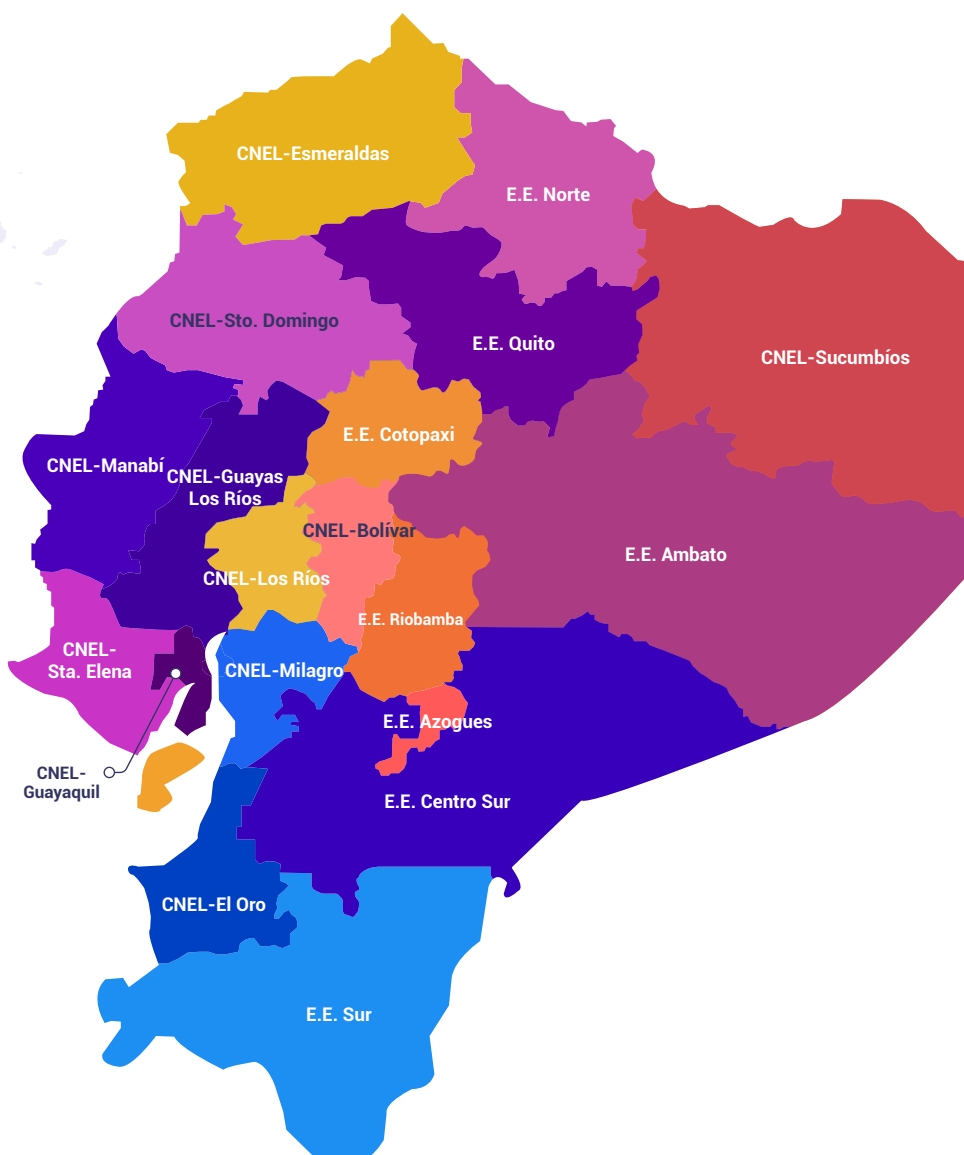 CNEL-Esmeraldas
E.E. Norte
CNEL-Sto. Domingo
E.E. Quito
CNEL-Sucumbíos
E.E. Cotopaxi
CNEL-Manabí
CNEL-Guayas
Los Ríos
CNEL-Bolívar
E.E. Ambato
CNEL-Los Ríos
E.E. Riobamba
CNEL-
Sta. Elena
CNEL-Milagro
E.E. Azogues
CNEL-
Guayaquil
E.E. Centro Sur
CNEL-El Oro
E.E. Sur